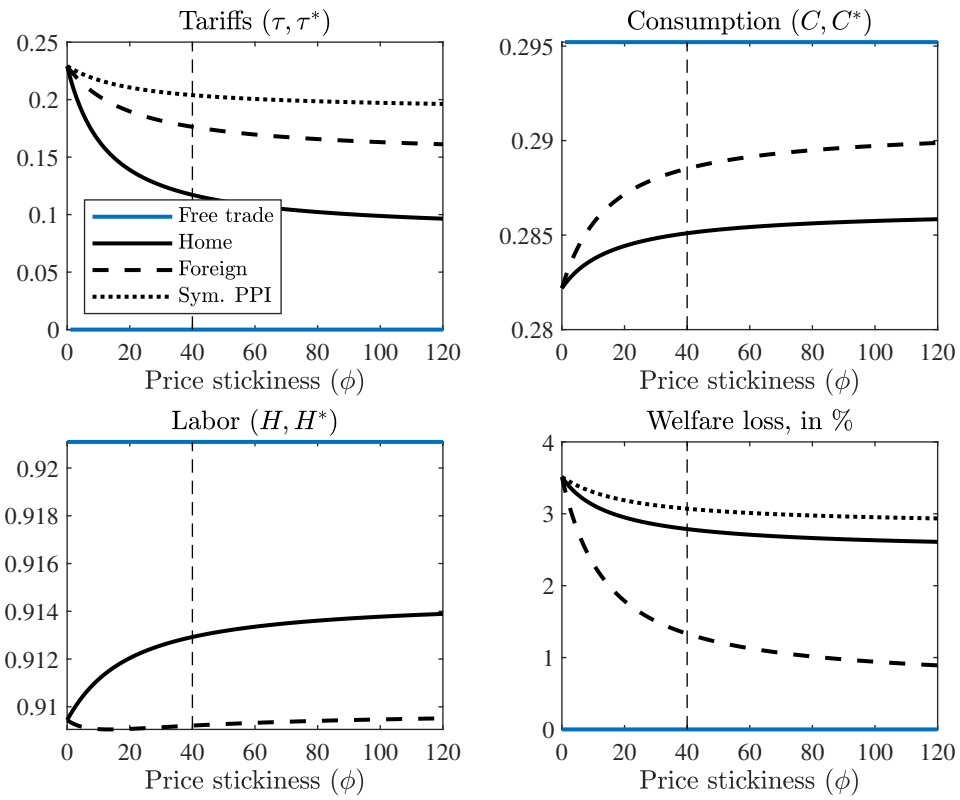 Tariffs (τ, τ*)
0.25
0.2
0.15
0.1
0.05
0
Free trade
Home
Foreign
Sym. PPI
0 20 40 60 80 100 120
Price stickiness (ϕ)
Consumption (C, C*)
0.295
0.29
0.285
0.28
0 20 40 60 80 100 120
Price stickiness (ϕ)
Labor (H, H*)
0.92
0.918
0.916
0.914
0.912
0.91
0 20 40 60 80 100 120
Price stickiness (ϕ)
Welfare loss, in %
4
3
2
1
0
0 20 40 60 80 100 120
Price stickiness (ϕ)